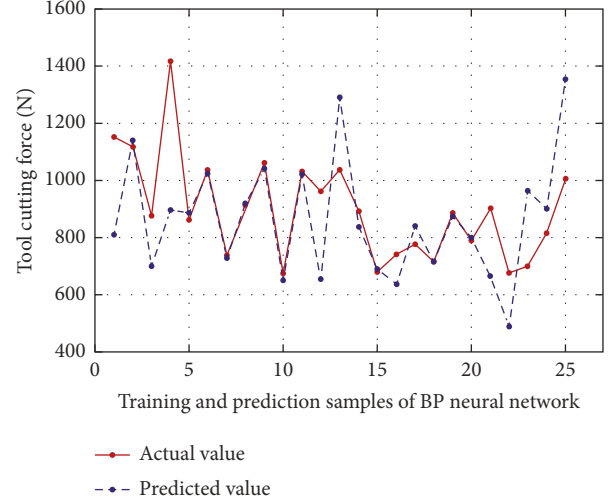 1600
1400
1200
1000
800
600
400
Tool cutting force (N)
0 5 10 15 20 25
Training and prediction samples of BP neural network
Actual value
Predicted value